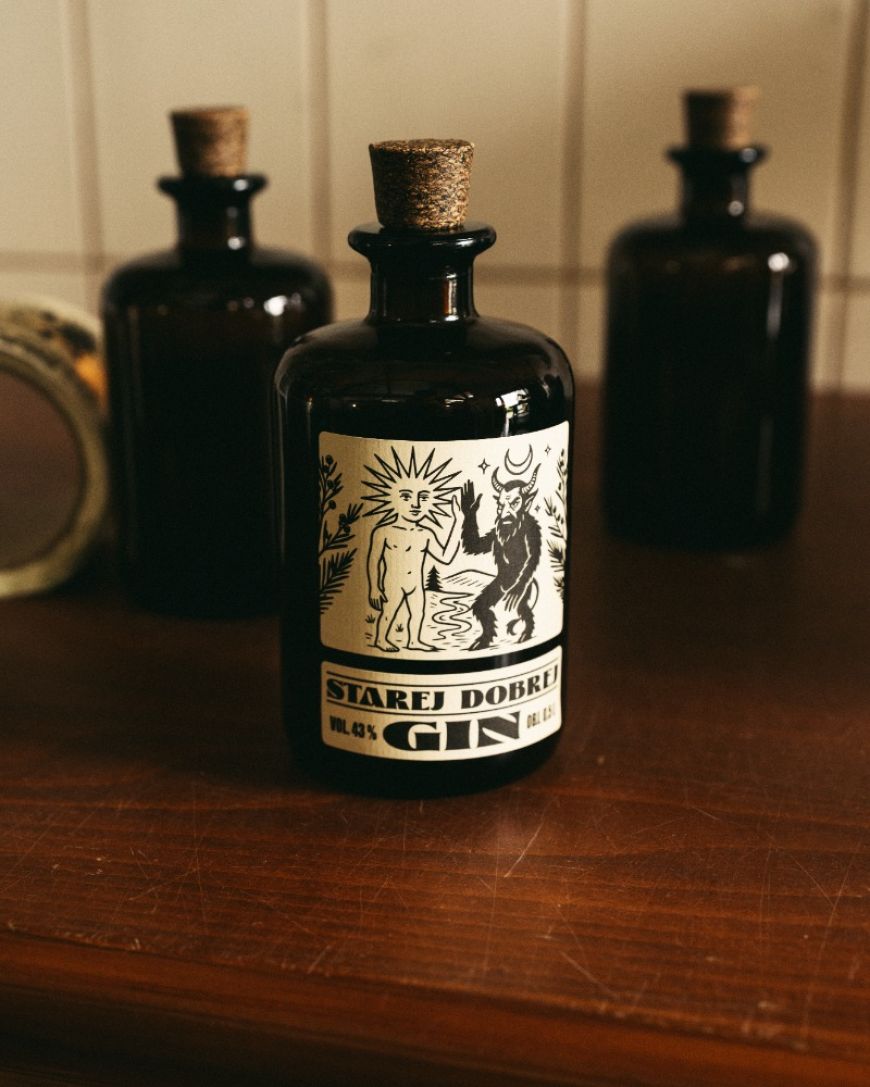 STAREJ DOBREJ
VOL. 43 % GIN OBJ. 0,5 L